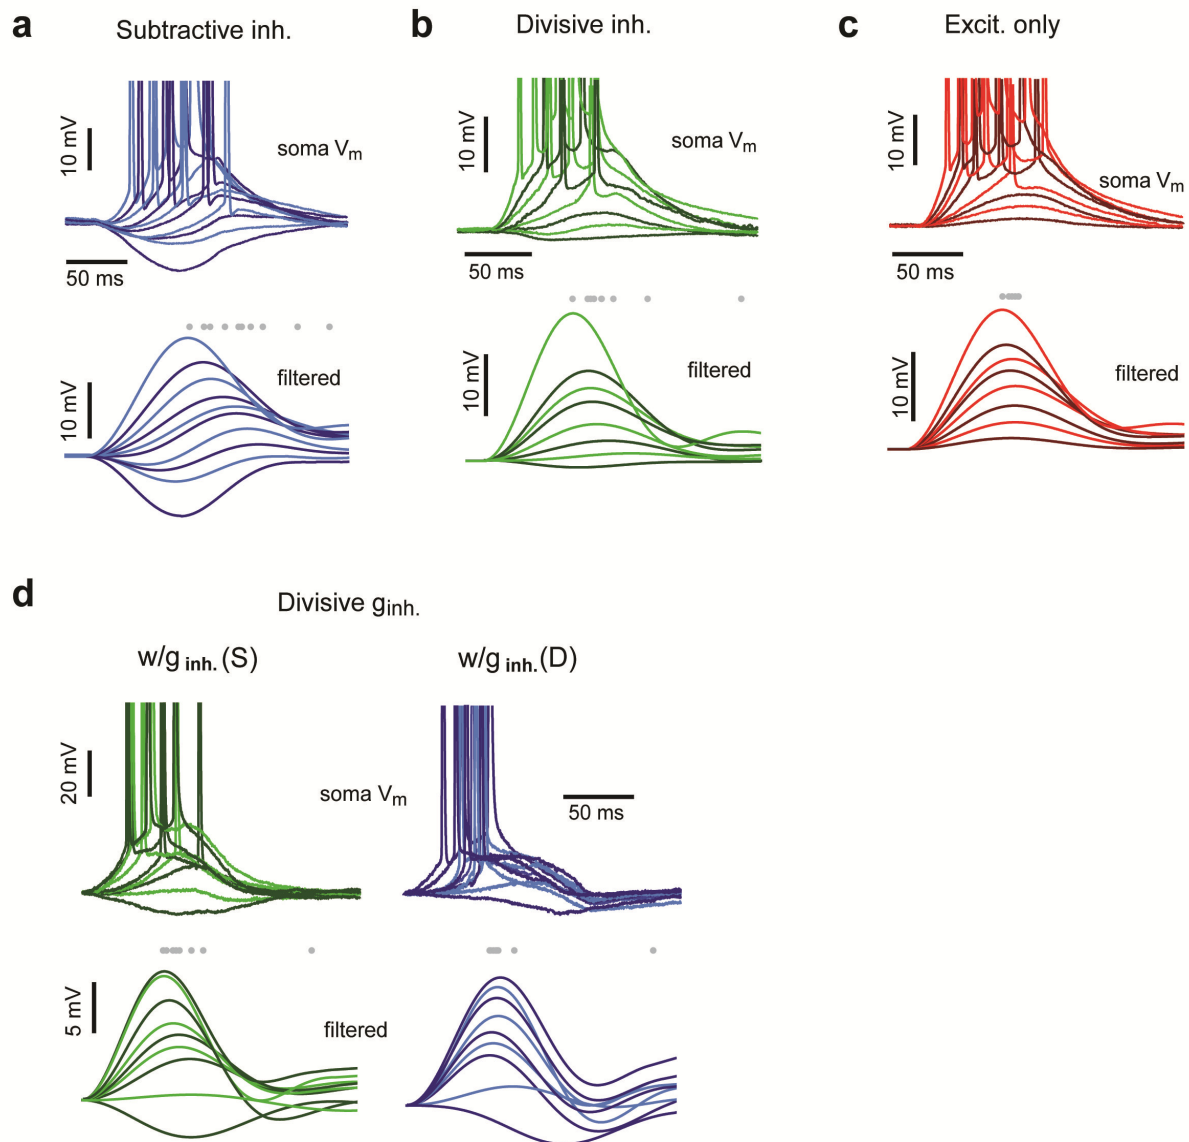 a
Subtractive inh.
10 mV
soma Vm
50 ms
10 mV
filtered
b
Divisive inh.
10 mV
soma Vm
50 ms
10 mV
filtered
c
Excit. only
10 mV
soma Vm
50 ms
10 mV
filtered
d
Divisive ginh.
w/g inh. (S)
w/g inh. (D)
20 mV
soma Vm
50 ms
5 mV
filtered